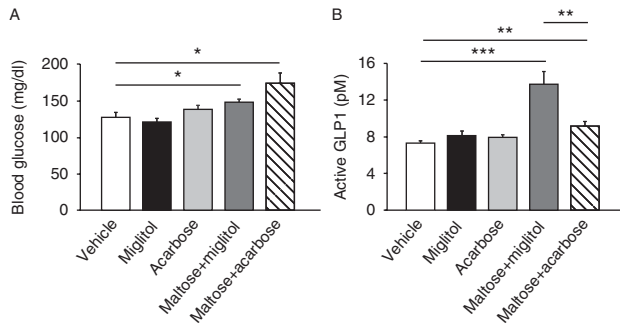 A
Blood glucose (mg/dl)
200
150
100
50
0
*
*
Vehicle
Miglitol
Acarbose
Maltose+miglitol
Maltose+acarbose
B
Active GLP1 (pM)
16
12
8
4
0
**
**
***
Vehicle
Miglitol
Acarbose
Maltose+miglitol
Maltose+acarbose